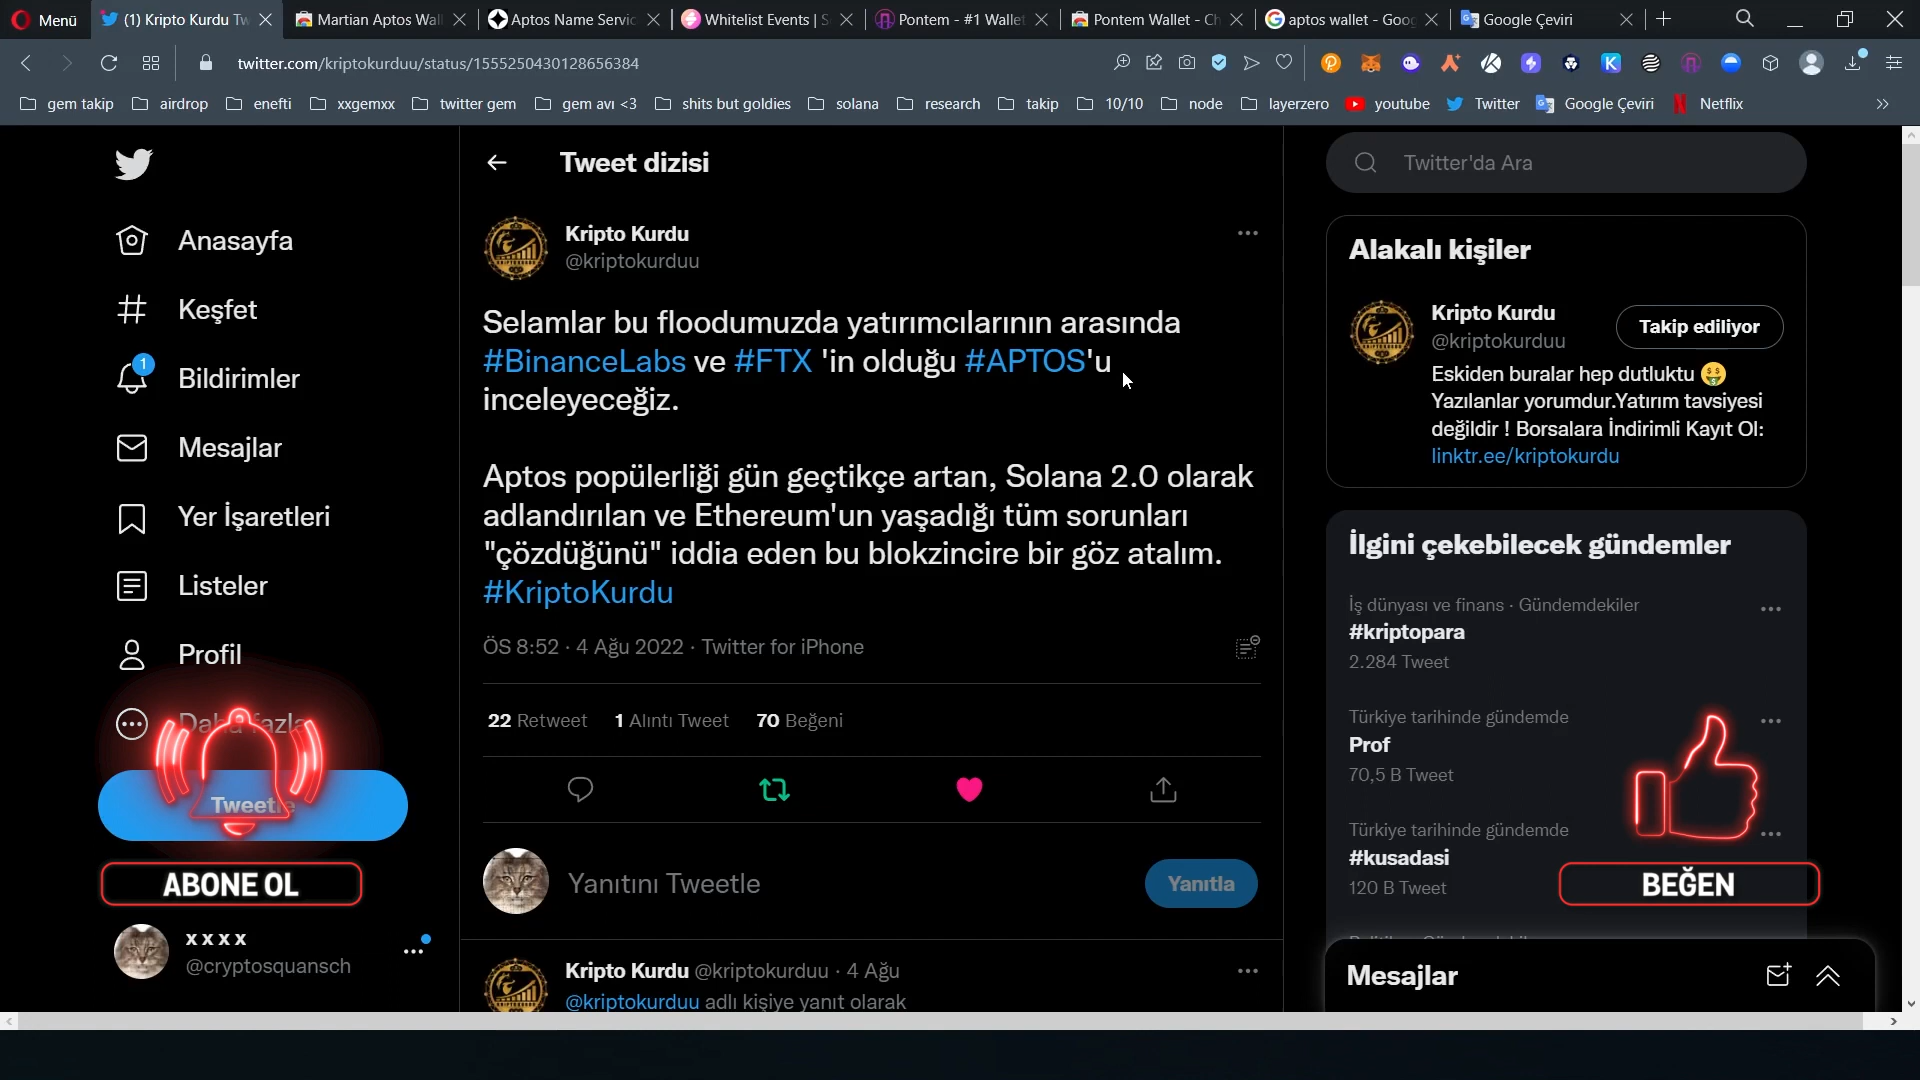 Menü
(1) Kripto Kurdu Tw
Martian Aptos Wall
Aptos Name Servic
Whitelist Events | S
Pontem - #1 Wallet
Pontem Wallet - Ch
aptos wallet - Goog
Google Çeviri
twitter.com/kriptokurduu/status/1555250430128656384
gem takip
airdrop
enefti
xxgemxx
twitter gem
gem avı <3
shits but goldies
solana
research
takip
10/10
node
layerzero
youtube
Twitter
Google Çeviri
Netflix
Anasayfa
Keşfet
1
Bildirimler
Mesajlar
Yer İşaretleri
Listeler
Profil
Daha fazla
Tweetle
ABONE OL
xxxx
@cryptosquansch
Tweet dizisi
Kripto Kurdu
@kriptokurduu
Selamlar bu floodumuzda yatırımcılarının arasında
#BinanceLabs ve #FTX 'in olduğu #APTOS'u
inceleyeceğiz.
Aptos popülerliği gün geçtikçe artan, Solana 2.0 olarak
adlandırılan ve Ethereum'un yaşadığı tüm sorunları
"çözdüğünü" iddia eden bu blokzincire bir göz atalım.
#KriptoKurdu
ÖS 8:52 · 4 Ağu 2022 · Twitter for iPhone
22 Retweet 1 Alıntı Tweet 70 Beğeni
Yanıtını Tweetle
Yanıtla
Kripto Kurdu @kriptokurduu · 4 Ağu
@kriptokurduu adlı kişiye yanıt olarak
Twitter'da Ara
Alakalı kişiler
Kripto Kurdu
@kriptokurduu
Takip ediliyor
Eskiden buralar hep dutluktu
Yazılanlar yorumdur.Yatırım tavsiyesi
değildir ! Borsalara İndirimli Kayıt Ol:
linktr.ee/kriptokurdu
İlgini çekebilecek gündemler
İş dünyası ve finans · Gündemdekiler
#kriptopara
2.284 Tweet
Türkiye tarihinde gündemde
Prof
70,5 B Tweet
Türkiye tarihinde gündemde
#kusadasi
120 B Tweet
BEĞEN
Mesajlar